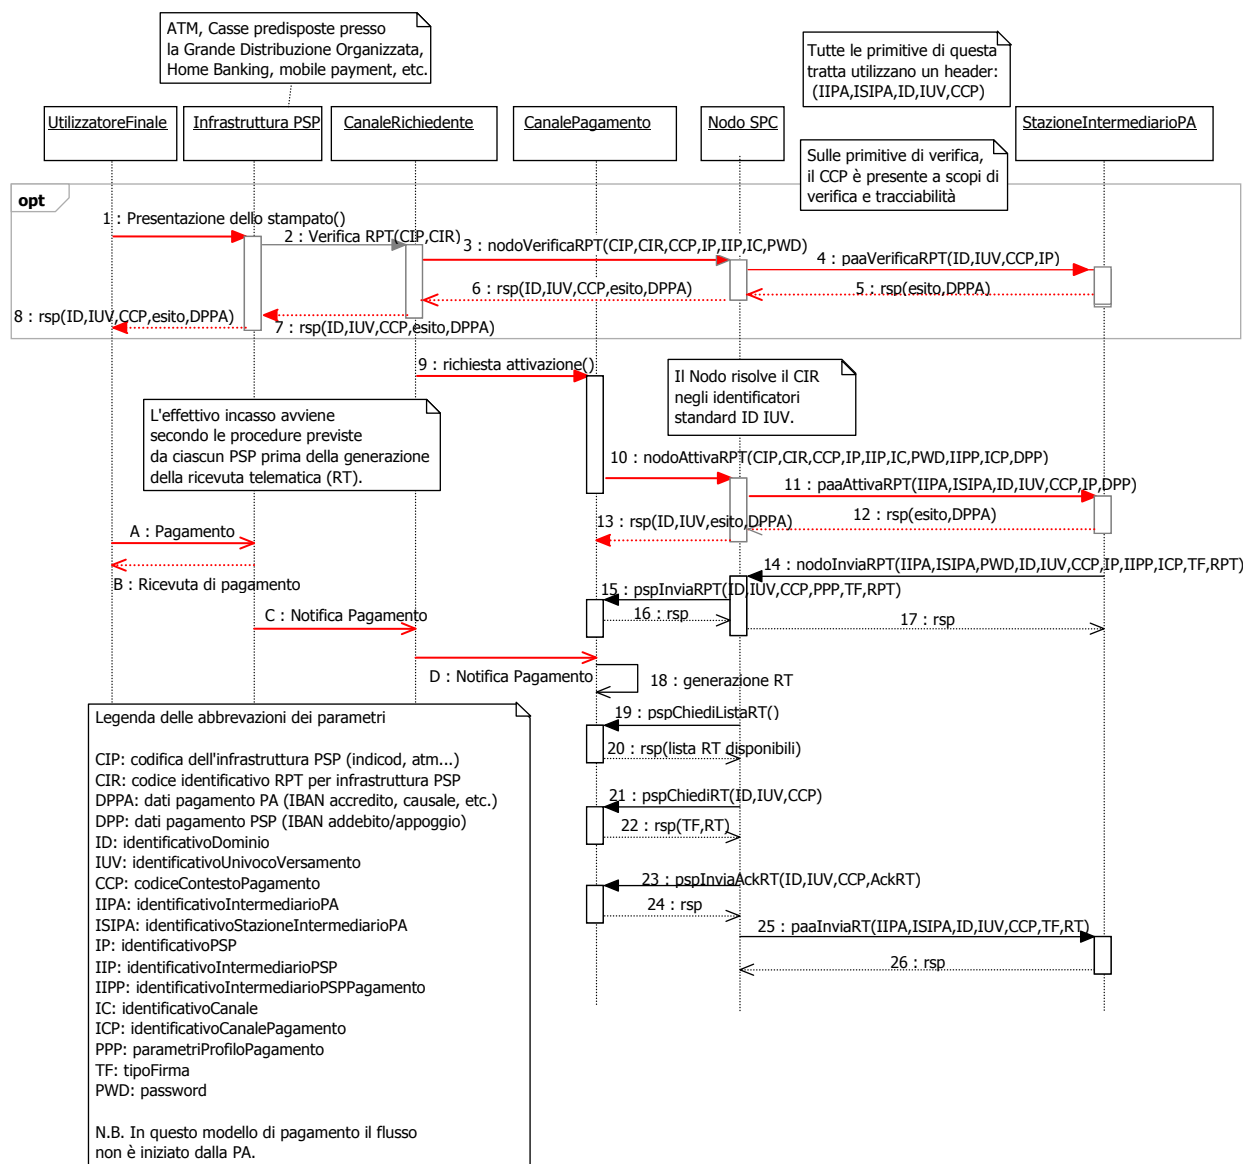 ATM, Casse predisposte presso
la Grande Distribuzione Organizzata,
Home Banking, mobile payment, etc.
Tutte le primitive di questa
tratta utilizzano un header:
(IIPA,ISIPA,ID,IUV,CCP)
UtilizzatoreFinale
Infrastruttura PSP
CanaleRichiedente
CanalePagamento
Nodo SPC
StazioneIntermediarioPA
Sulle primitive di verifica,
il CCP è presente a scopi di
verifica e tracciabilità
opt
1 : Presentazione dello stampato()
2 : Verifica RPT(CIP,CIR)
3 : nodoVerificaRPT(CIP,CIR,CCP,IP,IIP,IC,PWD)
4 : paaVerificaRPT(ID,IUV,CCP,IP)
5 : rsp(esito,DPPA)
6 : rsp(ID,IUV,CCP,esito,DPPA)
7 : rsp(ID,IUV,CCP,esito,DPPA)
8 : rsp(ID,IUV,CCP,esito,DPPA)
9 : richiesta attivazione()
Il Nodo risolve il CIR
negli identificatori
standard ID IUV.
L'effettivo incasso avviene
secondo le procedure previste
da ciascun PSP prima della generazione
della ricevuta telematica (RT).
10 : nodoAttivaRPT(CIP,CIR,CCP,IP,IIP,IC,PWD,IIPP,ICP,DPP)
11 : paaAttivaRPT(IIPA,ISIPA,ID,IUV,CCP,IP,DPP)
12 : rsp(esito,DPPA)
13 : rsp(ID,IUV,esito,DPPA)
A : Pagamento
B : Ricevuta di pagamento
14 : nodoInviaRPT(IIPA,ISIPA,PWD,ID,IUV,CCP,IP,IIPP,ICP,TF,RPT)
15 : pspInviaRPT(ID,IUV,CCP,PPP,TF,RPT)
16 : rsp
17 : rsp
C : Notifica Pagamento
D : Notifica Pagamento
18 : generazione RT
19 : pspChiediListaRT()
20 : rsp(lista RT disponibili)
21 : pspChiediRT(ID,IUV,CCP)
22 : rsp(TF,RT)
23 : pspInviaAckRT(ID,IUV,CCP,AckRT)
24 : rsp
25 : paaInviaRT(IIPA,ISIPA,ID,IUV,CCP,TF,RT)
26 : rsp
Legenda delle abbrevazioni dei parametri
CIP: codifica dell'infrastruttura PSP (indicod, atm...)
CIR: codice identificativo RPT per infrastruttura PSP
DPPA: dati pagamento PA (IBAN accredito, causale, etc.)
DPP: dati pagamento PSP (IBAN addebito/appoggio)
ID: identificativoDominio
IUV: identificativoUnivocoVersamento
CCP: codiceContestoPagamento
IIPA: identificativoIntermediarioPA
ISIPA: identificativoStazioneIntermediarioPA
IP: identificativoPSP
IIP: identificativoIntermediarioPSP
IIPP: identificativoIntermediarioPSPPagamento
IC: identificativoCanale
ICP: identificativoCanalePagamento
PPP: parametriProfiloPagamento
TF: tipoFirma
PWD: password
N.B. In questo modello di pagamento il flusso
non è iniziato dalla PA.